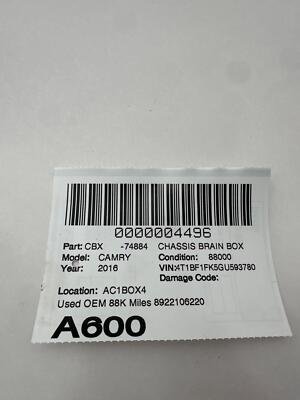 0000004496
Part: CBX -74884 CHASSIS BRAIN BOX
Model: CAMRY Condition: 88000
Year: 2016 VIN:4T1BF1FK5GU593780
Damage Code:
Location: AC1BOX4
Used OEM 88K Miles 8922106220
A600